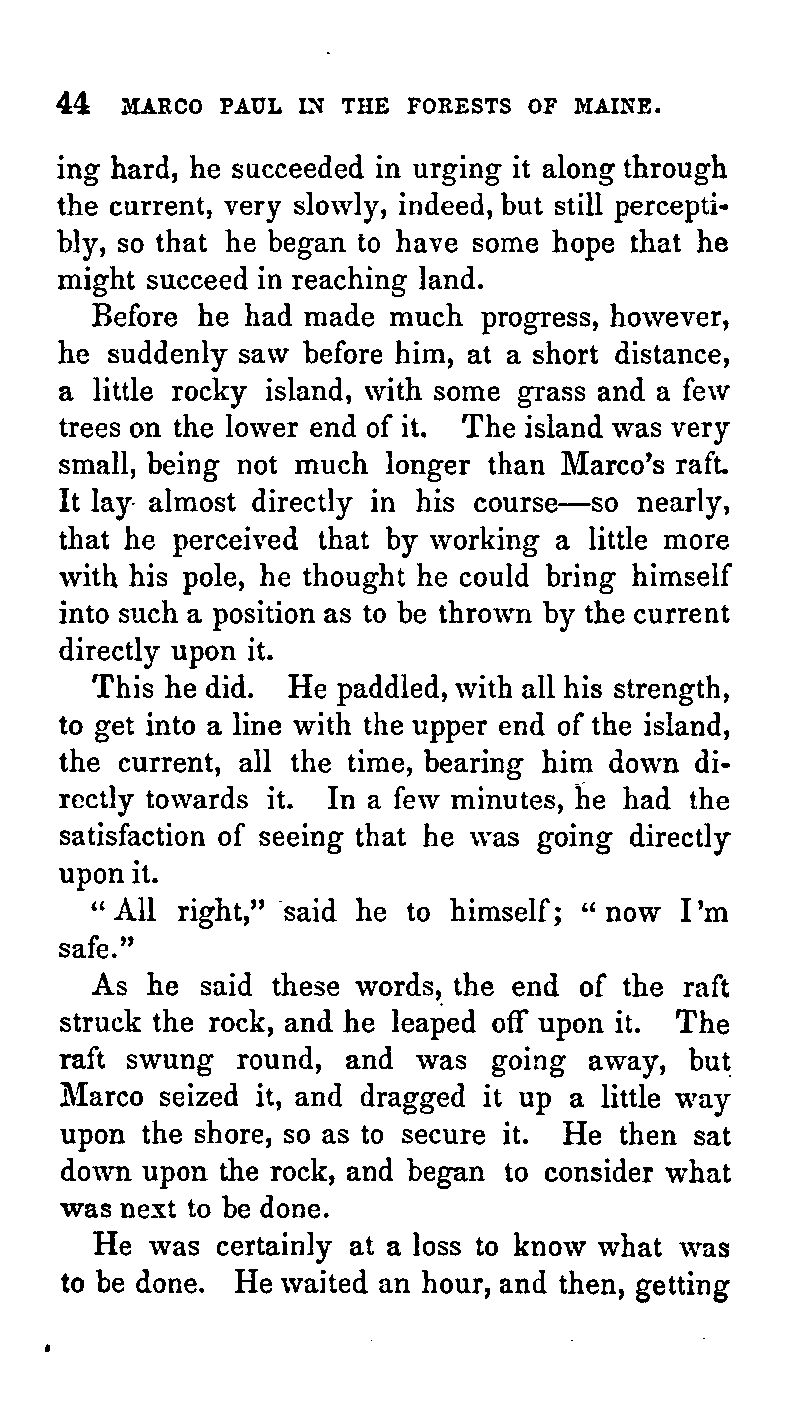 44 MARCO PAUL IN THE FORESTS OF MAINE.
ing hard, he succeeded in urging it along through
the current, very slowly, indeed, but still percepti-
bly, so that he began to have some hope that he
might succeed in reaching land.
Before he had made much progress, however,
he suddenly saw before him, at a short distance,
a little rocky island, with some grass and a few
trees on the lower end of it. The island was very
small, being not much longer than Marco's raft.
It lay almost directly in his course—so nearly,
that he perceived that by working a little more
with his pole, he thought he could bring himself
into such a position as to be thrown by the current
directly upon it.
This he did. He paddled, with all his strength,
to get into a line with the upper end of the island,
the current, all the time, bearing him down di-
rectly towards it. In a few minutes, he had the
satisfaction of seeing that he was going directly
upon it.
"All right," said he to himself; "now I'm
safe."
As he said these words, the end of the raft
struck the rock, and he leaped off upon it. The
raft swung round, and was going away, but
Marco seized it, and dragged it up a little way
upon the shore, so as to secure it. He then sat
down upon the rock, and began to consider what
was next to be done.
He was certainly at a loss to know what was
to be done. He waited an hour, and then, getting